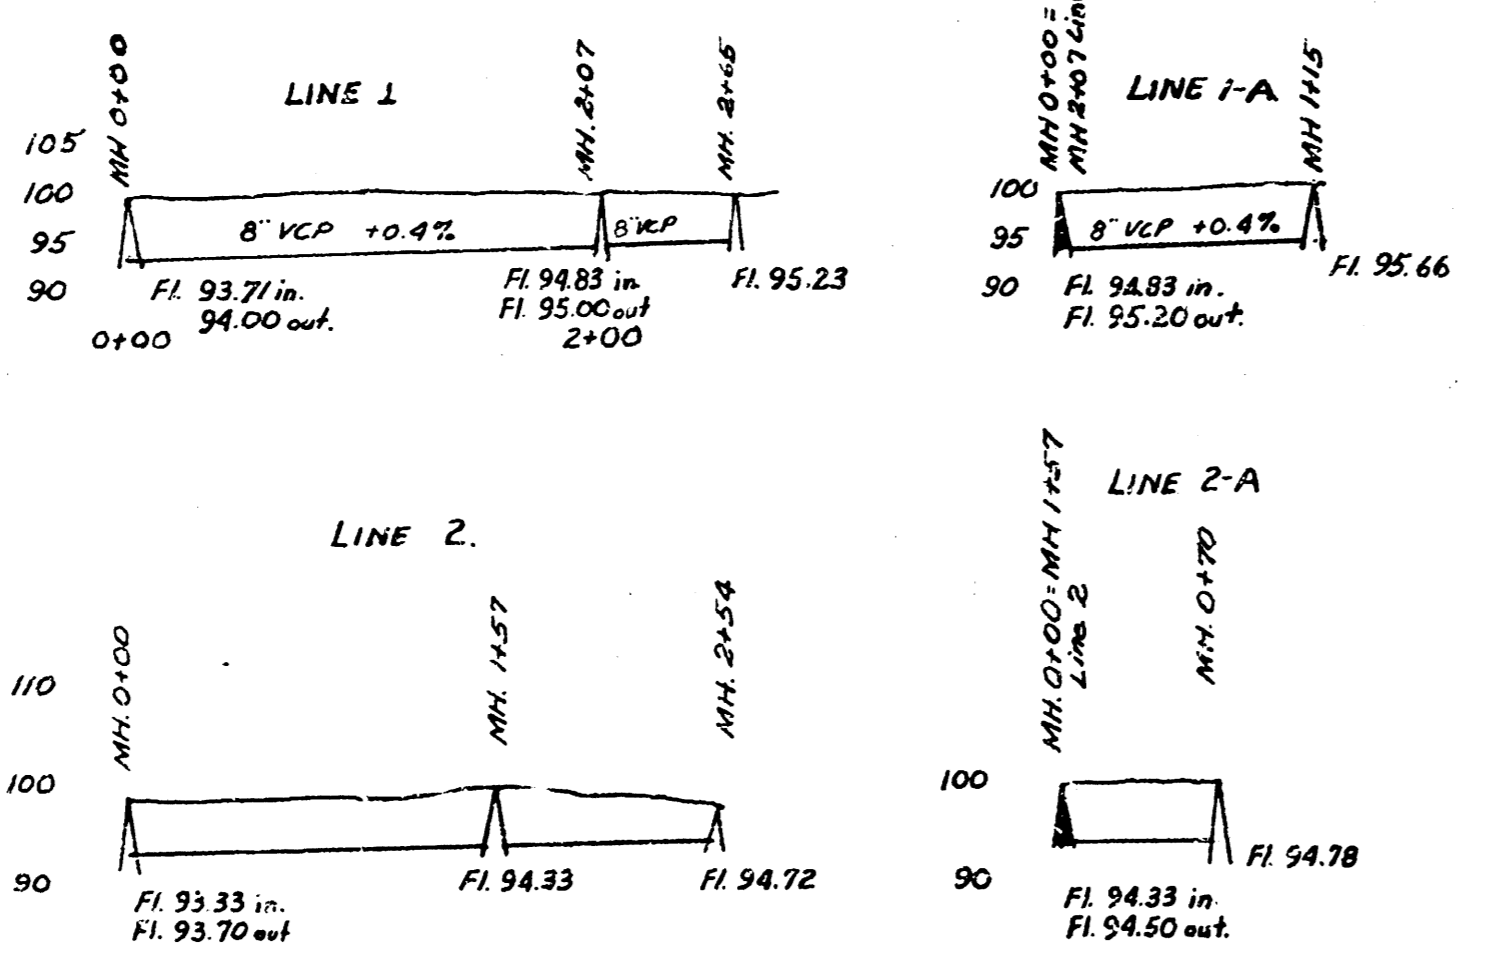 LINE 1
MH 0+00
MH. 2+07
MH. 2+65
105
100
95
90
8" VCP +0.4%
8" VCP
Fl. 93.71 in.
94.00 out.
Fl. 94.83 in
Fl. 95.00 out
Fl. 95.23
0+00
2+00
LINE 1-A
MH 0+00 =
MH 2+07 Line
MH 1+15
100
95
90
8" VCP +0.4%
Fl. 94.83 in.
Fl. 95.20 out.
Fl. 95.66
LINE 2.
MH. 0+00
MH. 1+57
MH. 2+54
110
100
90
Fl. 93.33 in.
Fl. 93.70 out
Fl. 94.33
Fl. 94.72
LINE 2-A
MH. 0+00 = MH 1+57
Line 2
MH. 0+70
100
90
Fl. 94.33 in.
Fl. 94.50 out.
Fl. 94.78